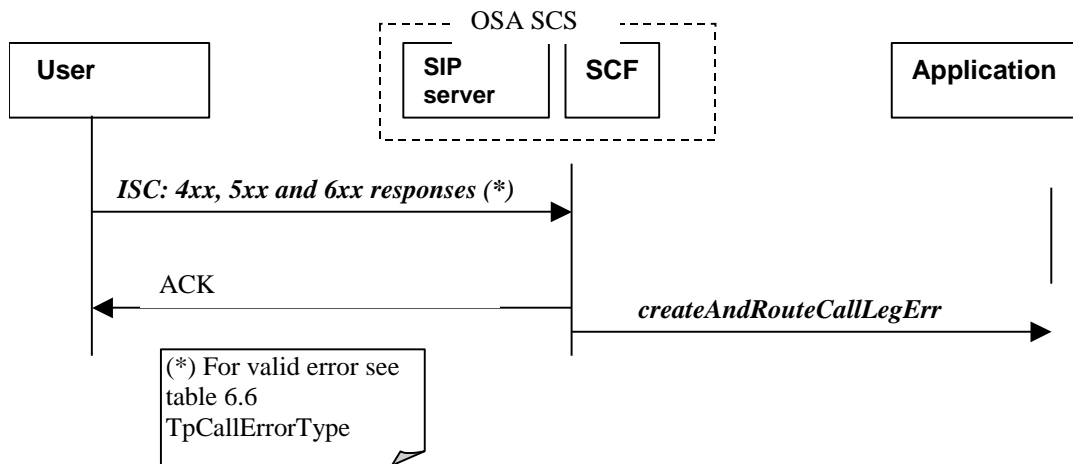 OSA SCS
User
SIP
server
SCF
Application
ISC: 4xx, 5xx and 6xx responses (*)
ACK
createAndRouteCallLegErr
(*) For valid error see
table 6.6
TpCallErrorType